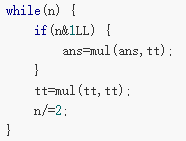 while(n) {
    if(n&1LL) {
        ans=mul(ans,tt);
    }
    tt=mul(tt,tt);
    n/=2;
}